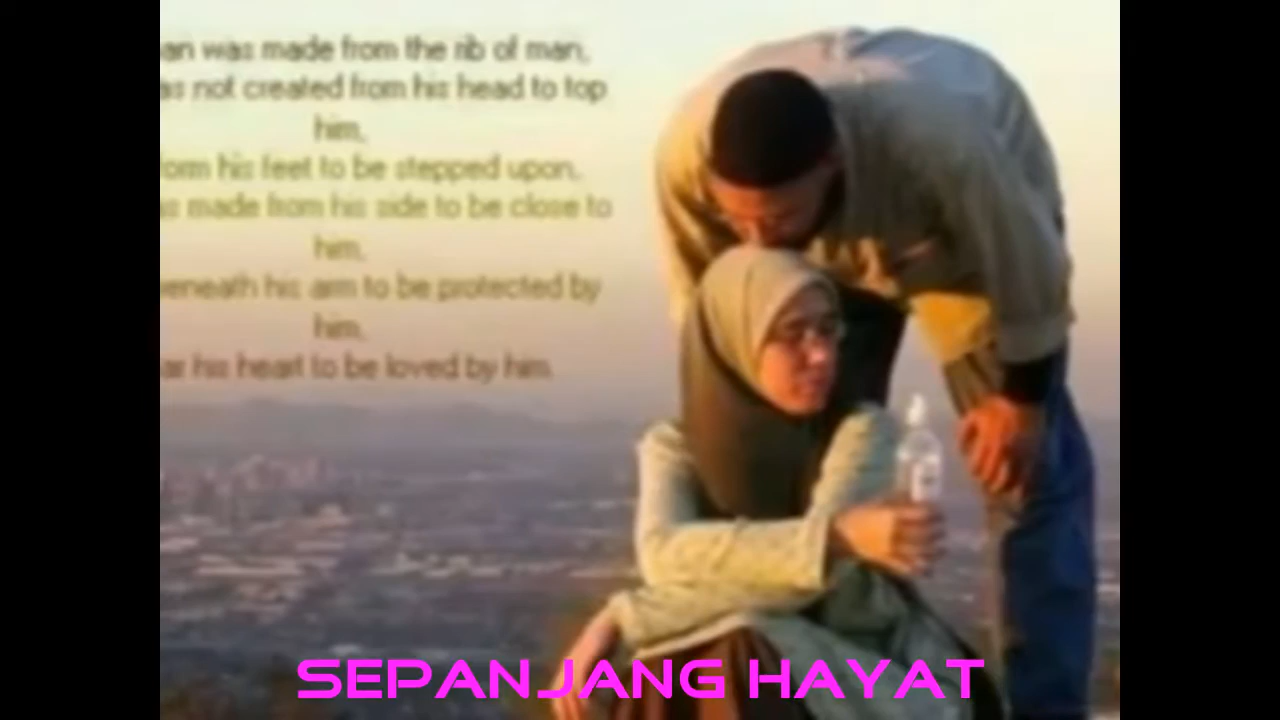 an was made from the rib of man,
as not created from his head to top
him,
form his feet to be stepped upon,
s made from his side to be close to
him,
eneath his arm to be protected by
him,
ar his heart to be loved by him.
SEPANJANG HAYAT